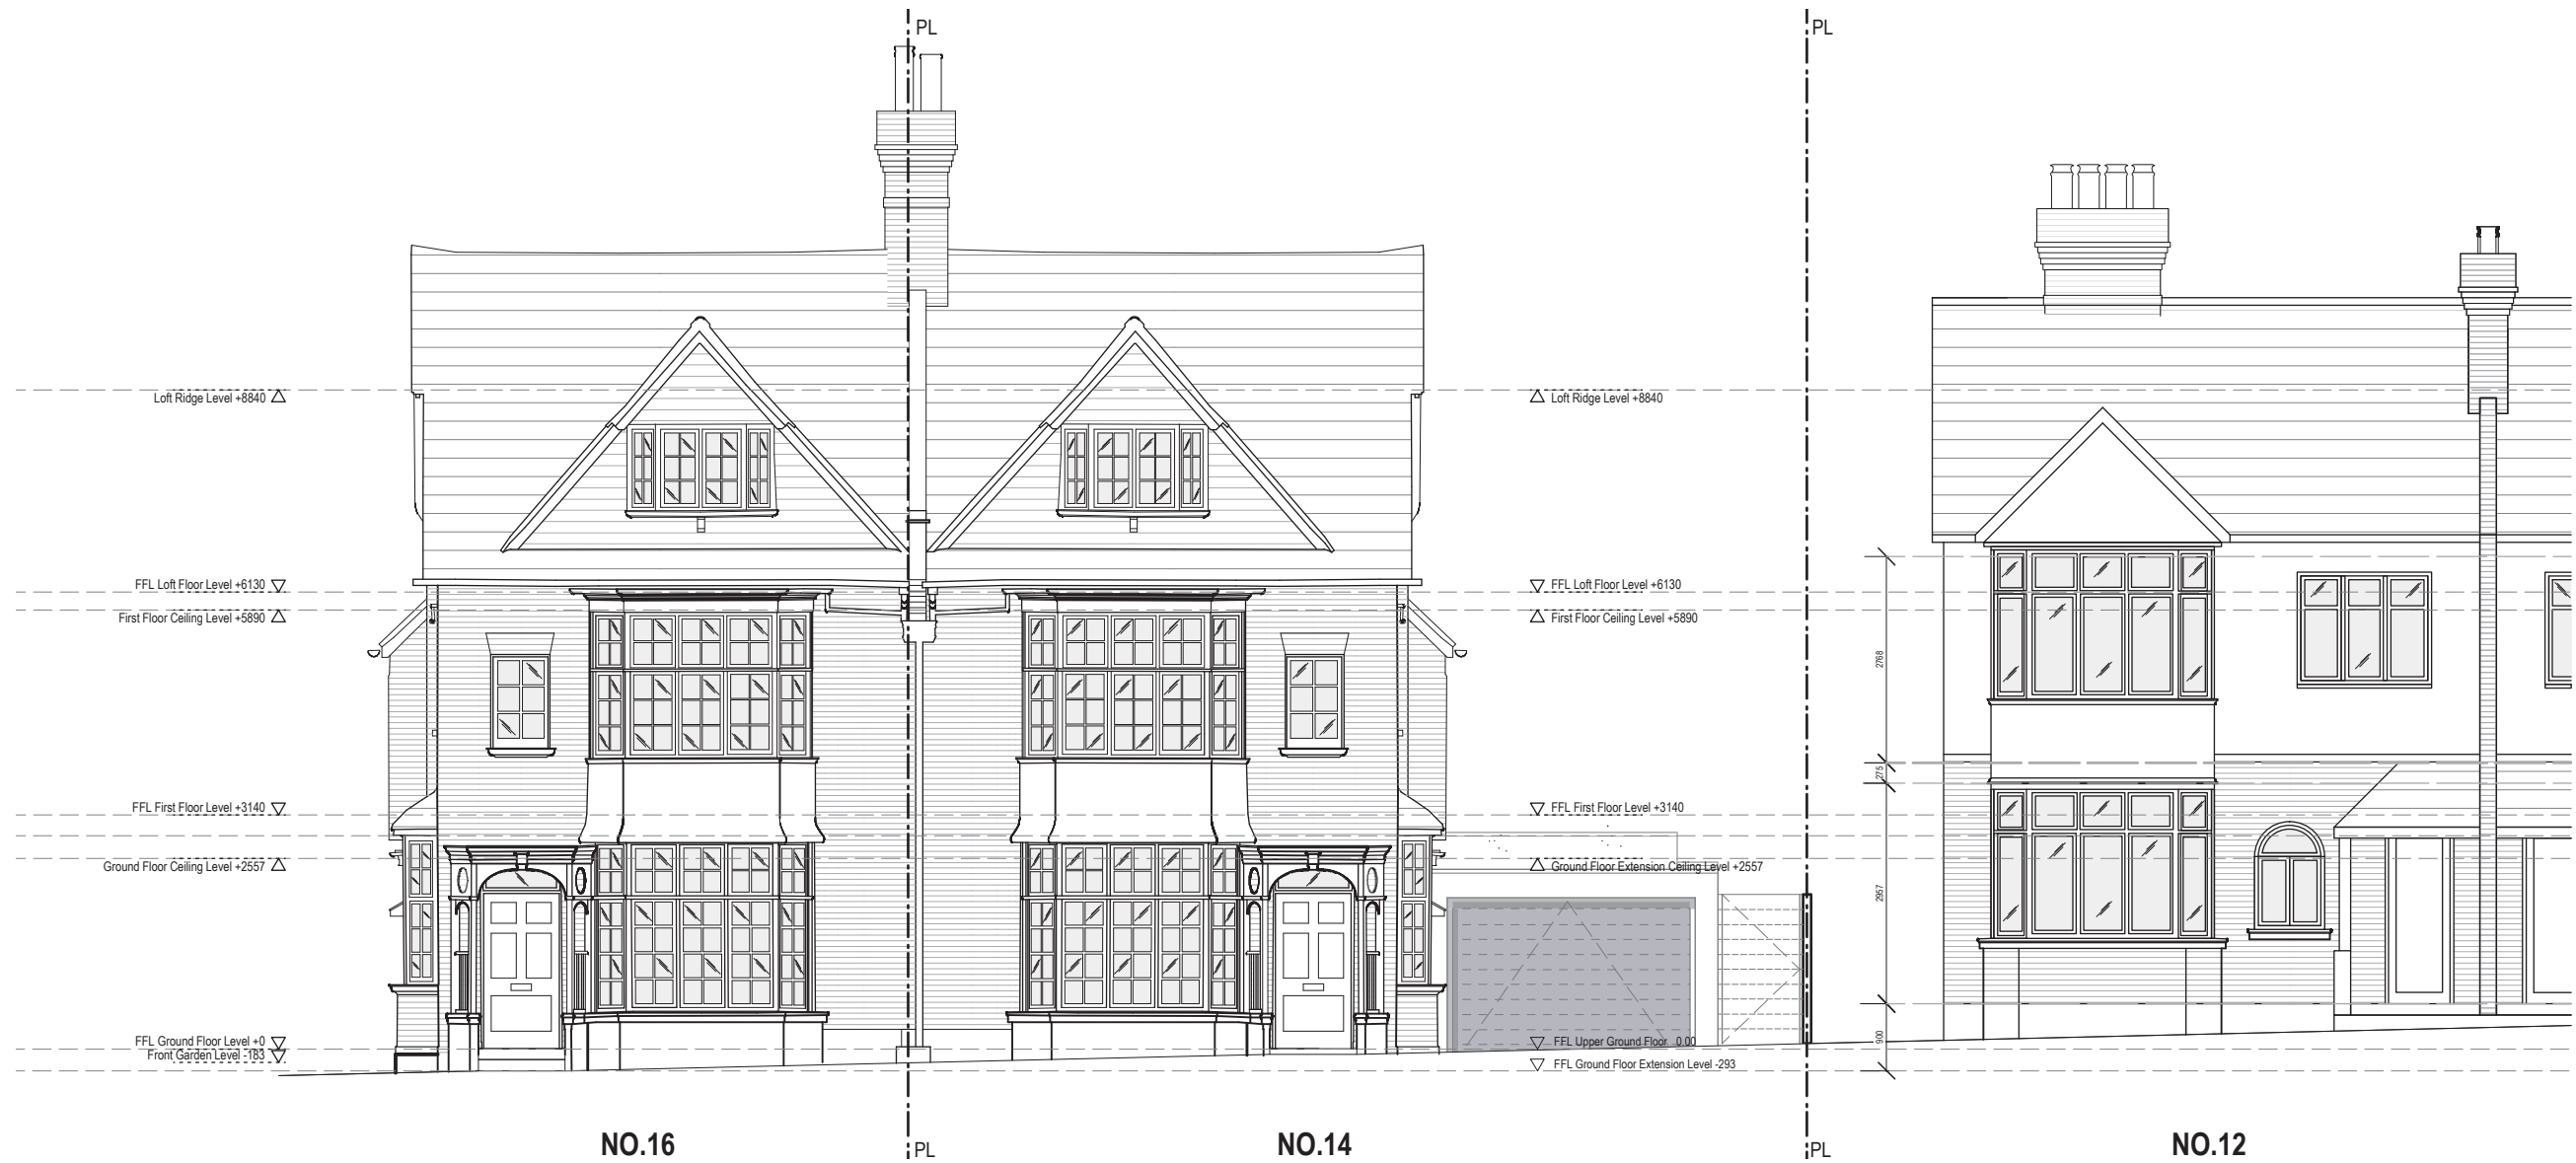 PL
PL
Loft Ridge Level +8840
Loft Ridge Level +8840
FFL Loft Floor Level +6130
FFL Loft Floor Level +6130
First Floor Ceiling Level +5890
First Floor Ceiling Level +5890
2768
275
FFL First Floor Level +3140
FFL First Floor Level +3140
Ground Floor Ceiling Level +2557
Ground Floor Extension Ceiling Level +2557
2957
FFL Ground Floor Level +0
FFL Upper Ground Floor 0.00
900
Front Garden Level -183
FFL Ground Floor Extension Level -293
NO.16
PL
NO.14
PL
NO.12